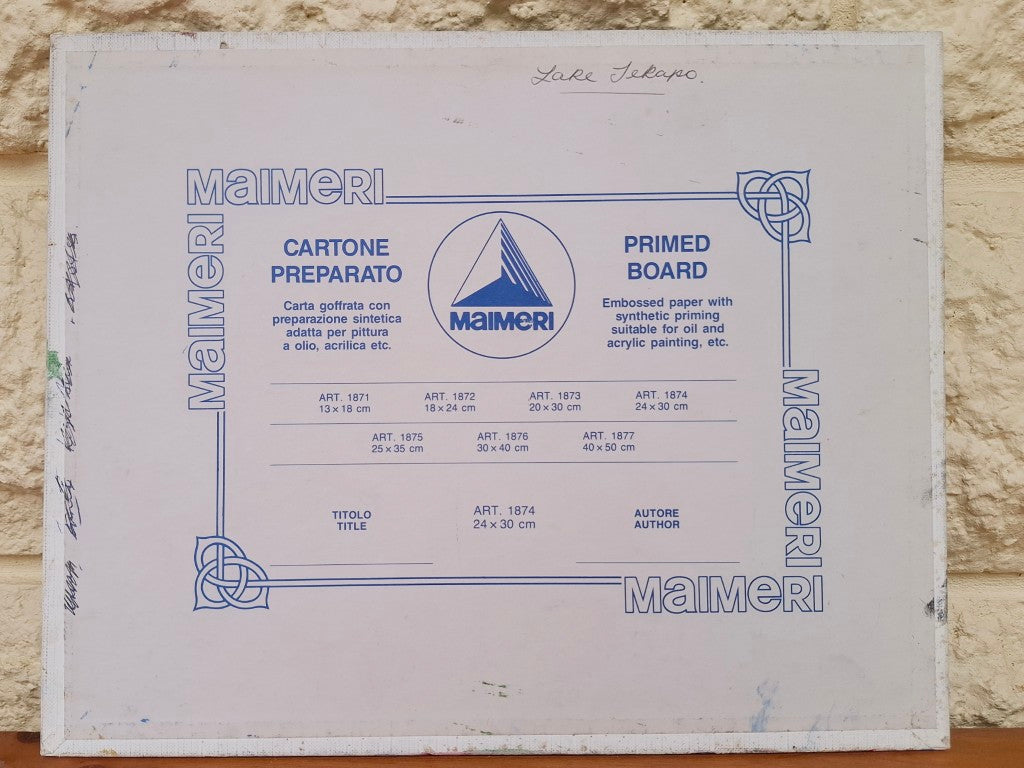 Lake Tekapo.
MaIMeRI
MaIMeRI
CARTONE
PREPARATO
Carta goffrata con
preparazione sintetica
adatta per pittura
a olio, acrilica etc.
MaIMeRI
PRIMED
BOARD
Embossed paper with
synthetic priming
suitable for oil and
acrylic painting, etc.
ART. 1871
13 x 18 cm
ART. 1872
18 x 24 cm
ART. 1873
20 x 30 cm
ART. 1874
24 x 30 cm
ART. 1875
25 x 35 cm
ART. 1876
30 x 40 cm
ART. 1877
40 x 50 cm
TITOLO
TITLE
ART. 1874
24 x 30 cm
AUTORE
AUTHOR
MaIMeRI
MaIMeRI